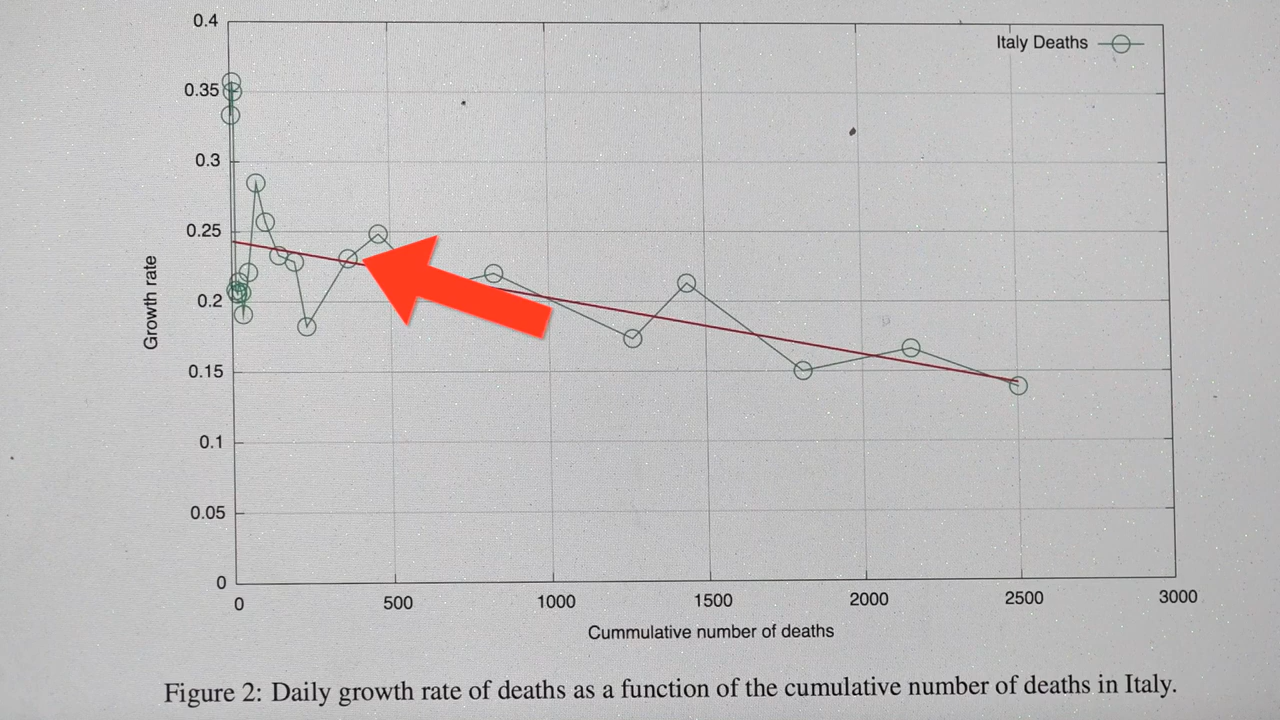 0.4
Italy Deaths
0.35
0.3
0.25
0.2
0.15
0.1
0.05
0
Growth rate
0 500 1000 1500 2000 2500 3000
Cummulative number of deaths
Figure 2: Daily growth rate of deaths as a function of the cumulative number of deaths in Italy.